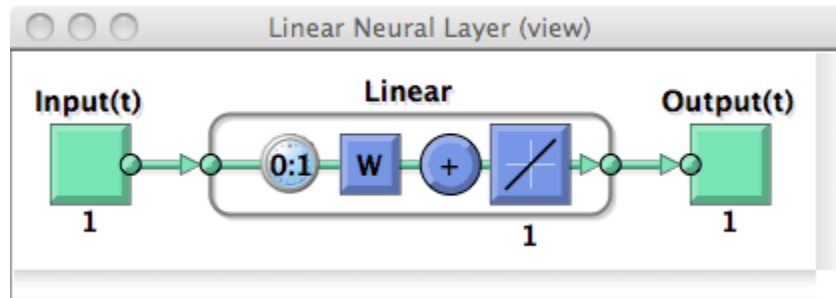 Linear Neural Layer (view)
Input(t)
Linear
Output(t)
0:1
W
+
1
1
1